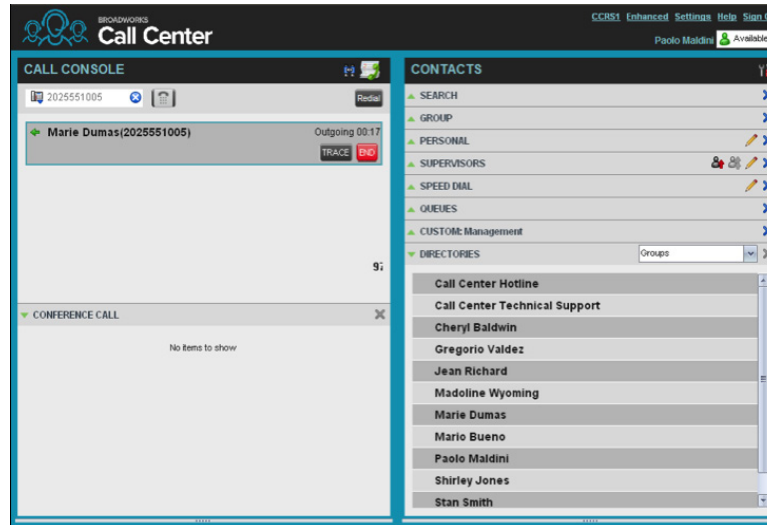 BROADWORKS
Call Center
CCRS1 Enhanced Settings Help Sign
Paolo Maldini Available
CALL CONSOLE
2025551005
Redial
Marie Dumas(2025551005)
Outgoing 00:17
TRACE END
CONFERENCE CALL
No items to show
CONTACTS
SEARCH
GROUP
PERSONAL
SUPERVISORS
SPEED DIAL
QUEUES
CUSTOM: Management
DIRECTORIES
Groups
Call Center Hotline
Call Center Technical Support
Cheryl Baldwin
Gregorio Valdez
Jean Richard
Madoline Wyoming
Marie Dumas
Mario Bueno
Paolo Maldini
Shirley Jones
Stan Smith